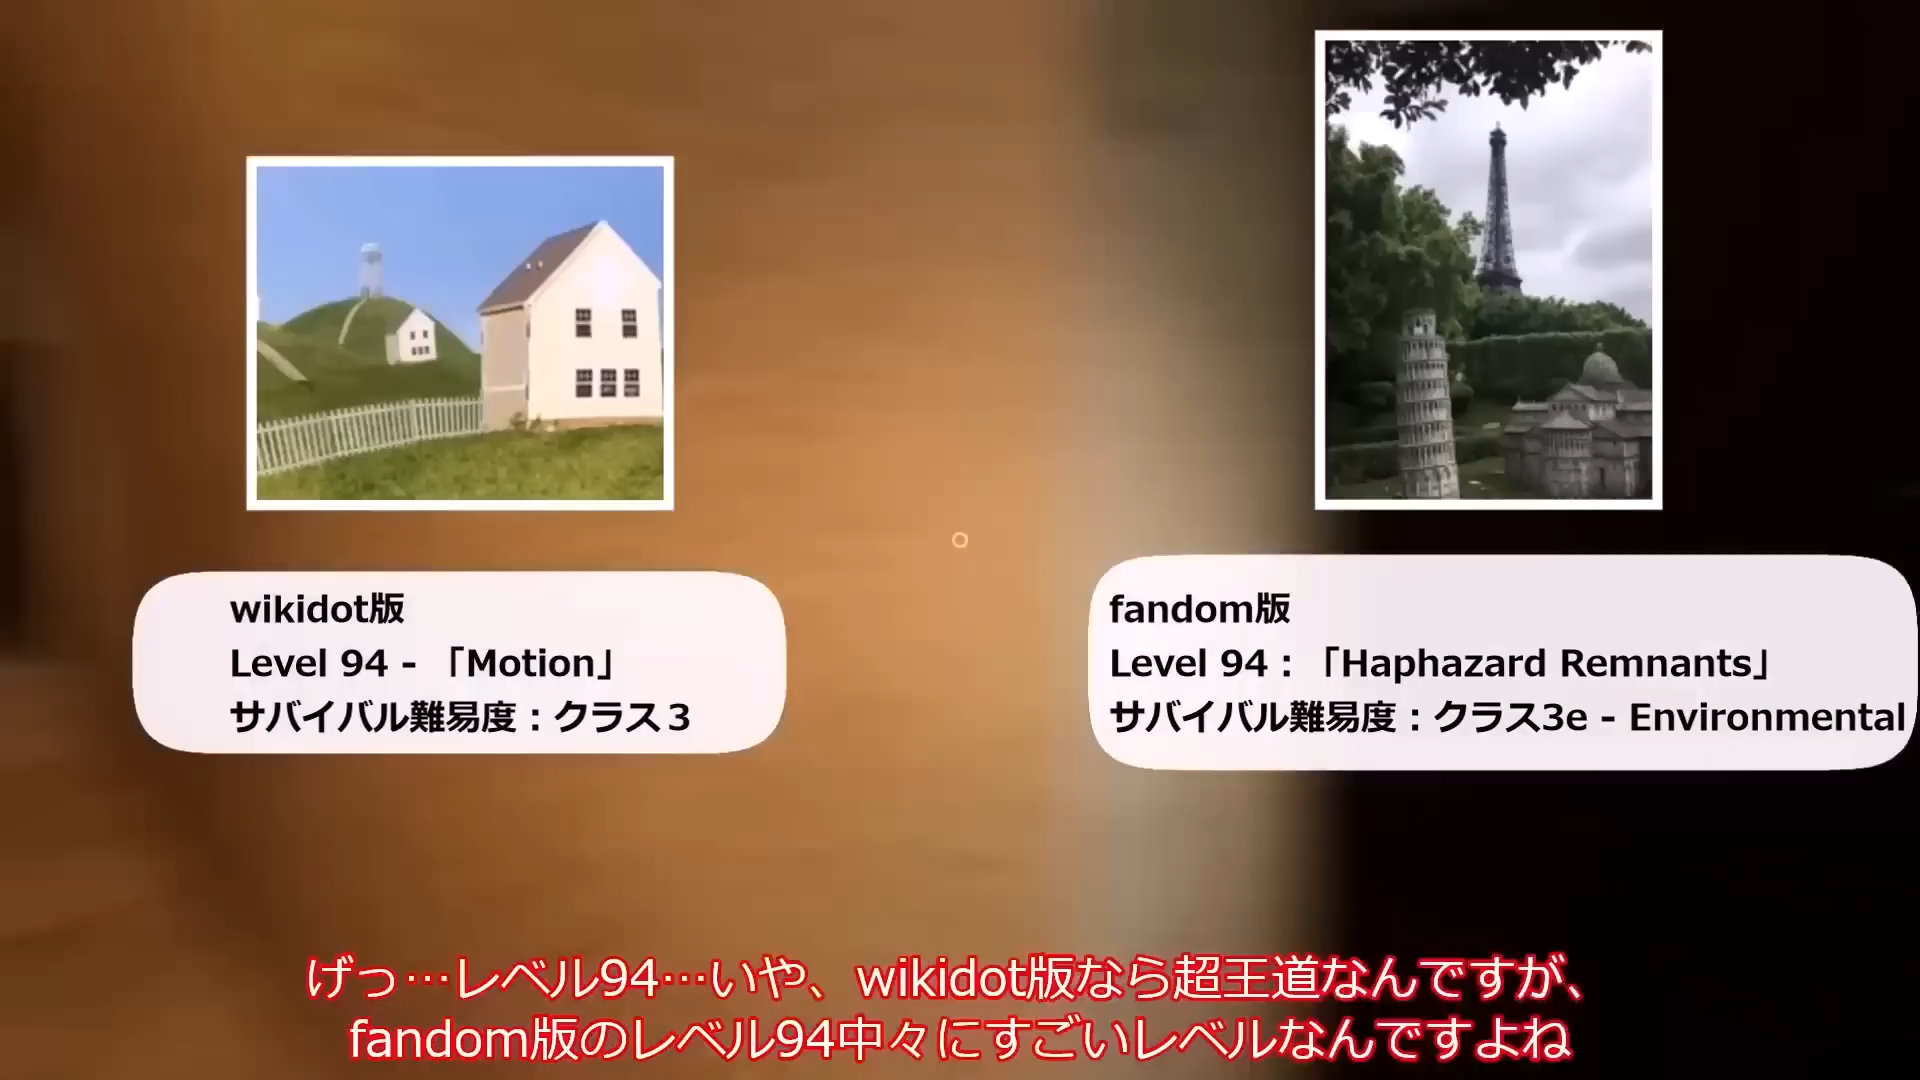 wikidot版
Level 94 - 「Motion」
サバイバル難易度：クラス３
fandom版
Level 94：「Haphazard Remnants」
サバイバル難易度：クラス3e - Environmental
げっ…レベル94…いや、wikidot版なら超王道なんですが、
fandom版のレベル94中々にすごいレベルなんですよね